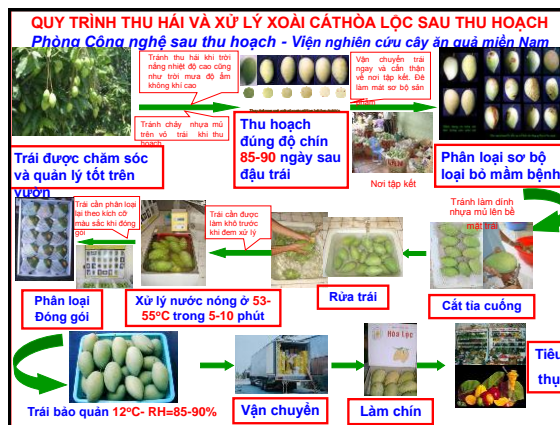 QUY TRÌNH THU HÁI VÀ XỬ LÝ XOÀI CÁTHÒA LỘC SAU THU HOẠCH
Phòng Công nghệ sau thu hoạch - Viện nghiên cứu cây ăn quả miền Nam
Tránh thu hái khi trời
nắng nhiệt độ cao cũng
như trời mưa độ ẩm
không khí cao
Tránh chảy nhựa mủ
trên vỏ trái khi thu
hoạch
Trái được chăm sóc
và quản lý tốt trên
vườn
Thu hoạch
đúng độ chín
85-90 ngày sau
đậu trái
Vận chuyển trái
ngay và cẩn thận
về nơi tập kết. Để
làm mát sơ bộ sản
phẩm
Nơi tập kết
Phân loại sơ bộ
loại bỏ mầm bệnh
Tránh làm dính
nhựa mủ lên bề
mặt trái
Cắt tỉa cuống
Rửa trái
Trái cần được
làm khô trước
khi đem xử lý
Xử lý nước nóng ở 53-
55ºC trong 5-10 phút
Trái cần phân loại
lại theo kích cỡ
màu sắc khi đóng
gói
Phân loại
Đóng gói
Trái bảo quản 12ºC- RH=85-90%
Vận chuyển
Hòa Lộc
Làm chín
Tiêu
thụ